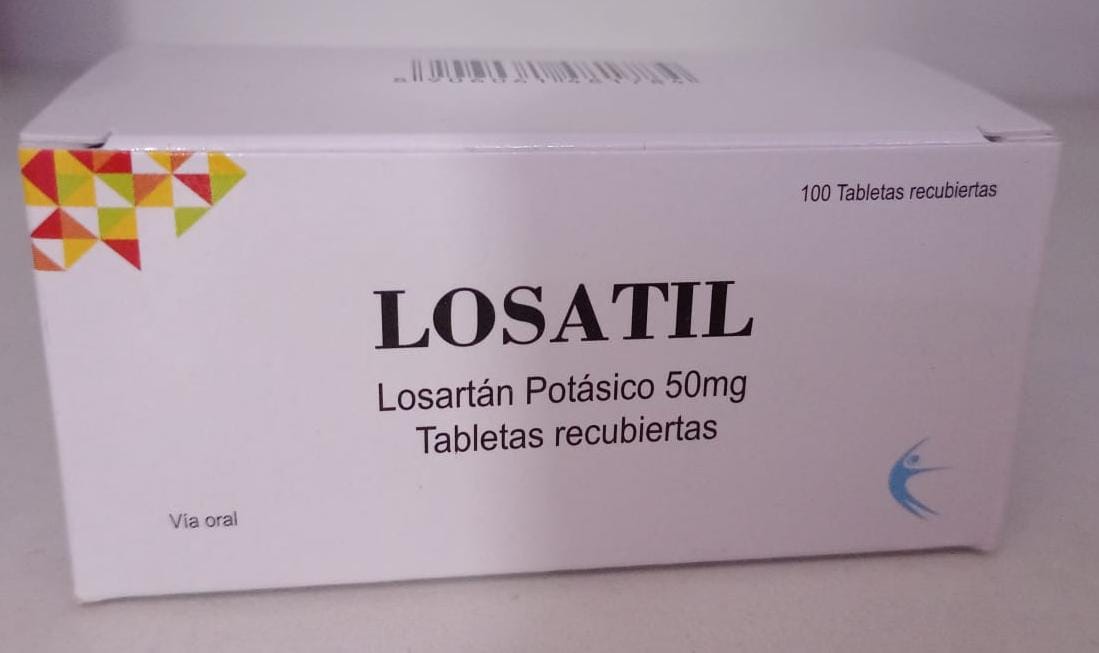 100 Tabletas recubiertas
LOSATIL
Losartán Potásico 50mg
Tabletas recubiertas
Vía oral